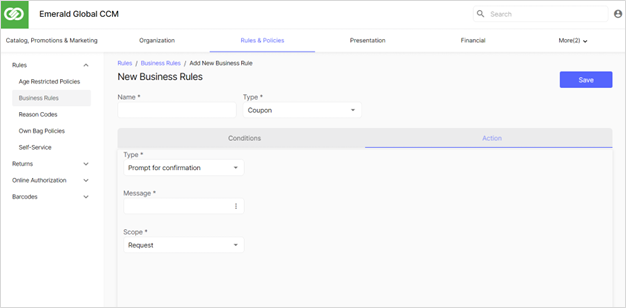 Emerald Global CCM
Search
Catalog, Promotions & Marketing
Organization
Rules & Policies
Presentation
Financial
More(2)
Rules
Age Restricted Policies
Business Rules
Reason Codes
Own Bag Policies
Self-Service
Returns
Online Authorization
Barcodes
Rules / Business Rules / Add New Business Rule
New Business Rules
Save
Name *
Type *
Coupon
Conditions
Action
Type *
Prompt for confirmation
Message *
Scope *
Request